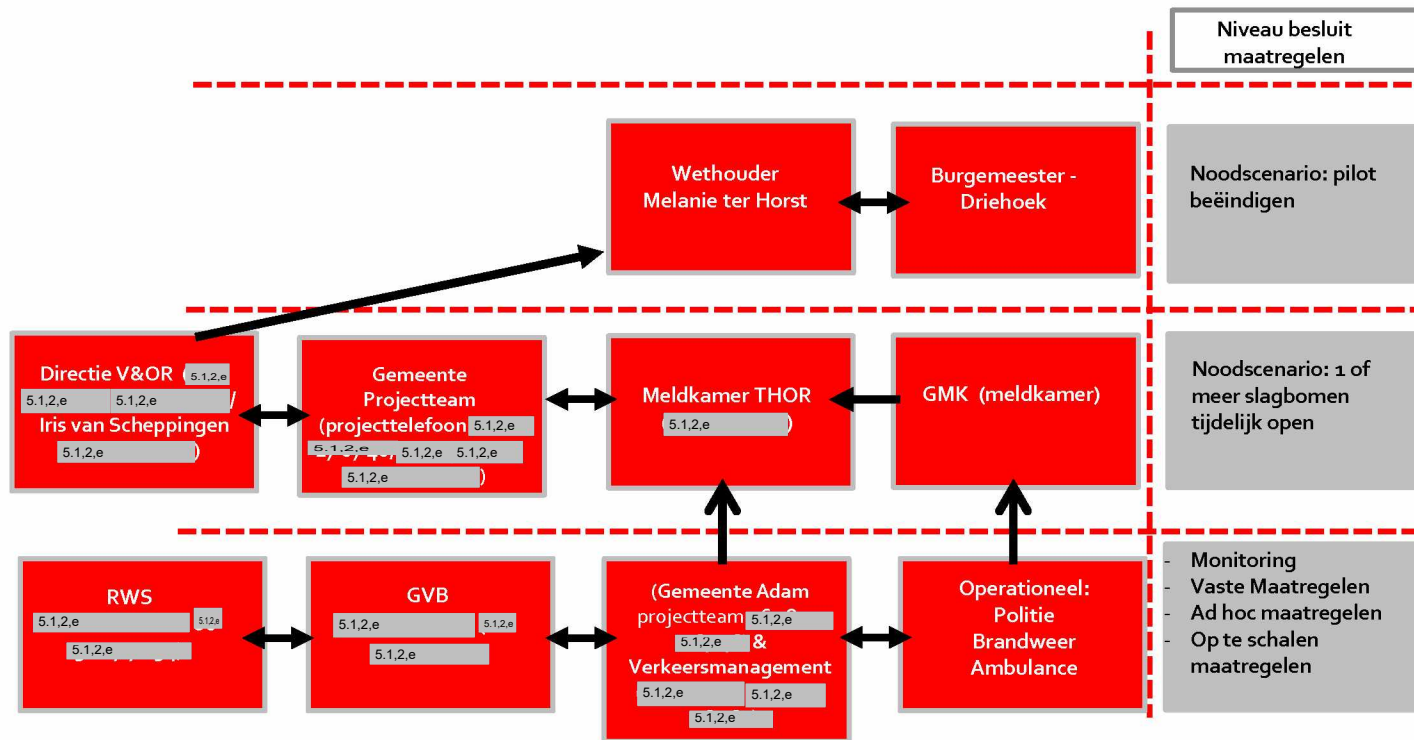 Niveau besluit
maatregelen
Wethouder
Melanie ter Horst
Burgemeester -
Driehoek
Noodscenario: pilot
beëindigen
Directie V&OR ( 5.1,2,e
5.1,2,e 5.1,2,e /
Iris van Scheppingen
5.1,2,e )
Gemeente
Projectteam
(projecttelefoon 5.1,2,e
5.1,2,e 5.1,2,e 5.1,2,e
5.1,2,e )
Meldkamer THOR
( 5.1,2,e )
GMK (meldkamer)
Noodscenario: 1 of
meer slagbomen
tijdelijk open
RWS
5.1,2,e 5.1,2,e
5.1,2,e
GVB
5.1,2,e 5.1,2,e
5.1,2,e
(Gemeente Adam
projectteam 5.1,2,e
5.1,2,e &
Verkeersmanagement
5.1,2,e 5.1,2,e
5.1,2,e
Operationeel:
Politie
Brandweer
Ambulance
- Monitoring
- Vaste Maatregelen
- Ad hoc maatregelen
- Op te schalen
maatregelen